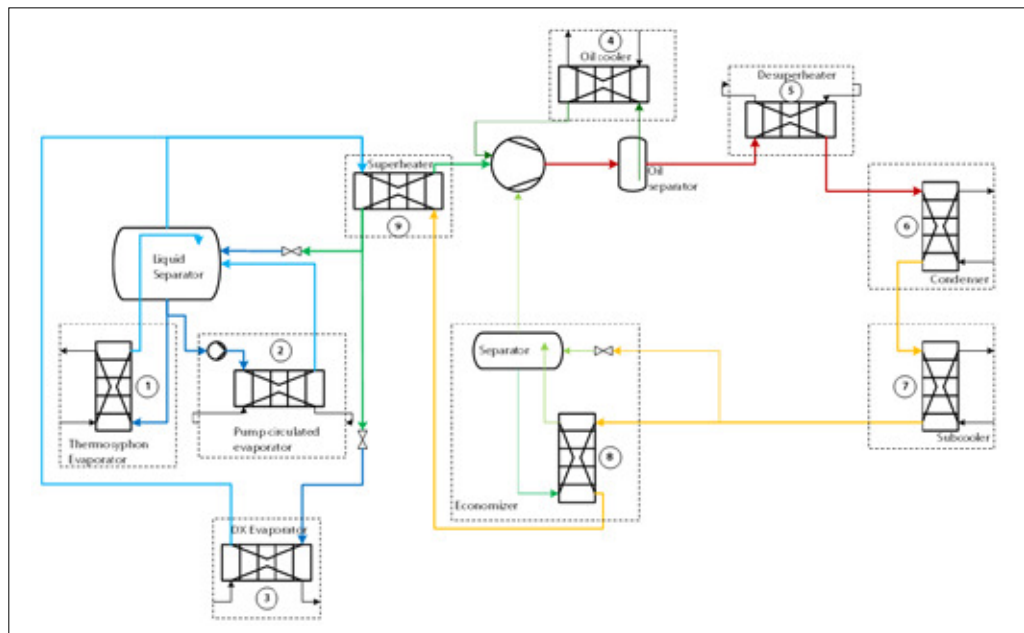 4
Oil cooler
Desuperheater
5
Superheater
9
Oil
separator
6
Condenser
Liquid
Separator
2
1
Thermosyphon
Evaporator
Pump circulated
evaporator
Separator
8
Economizer
7
Subcooler
DX Evaporator
3